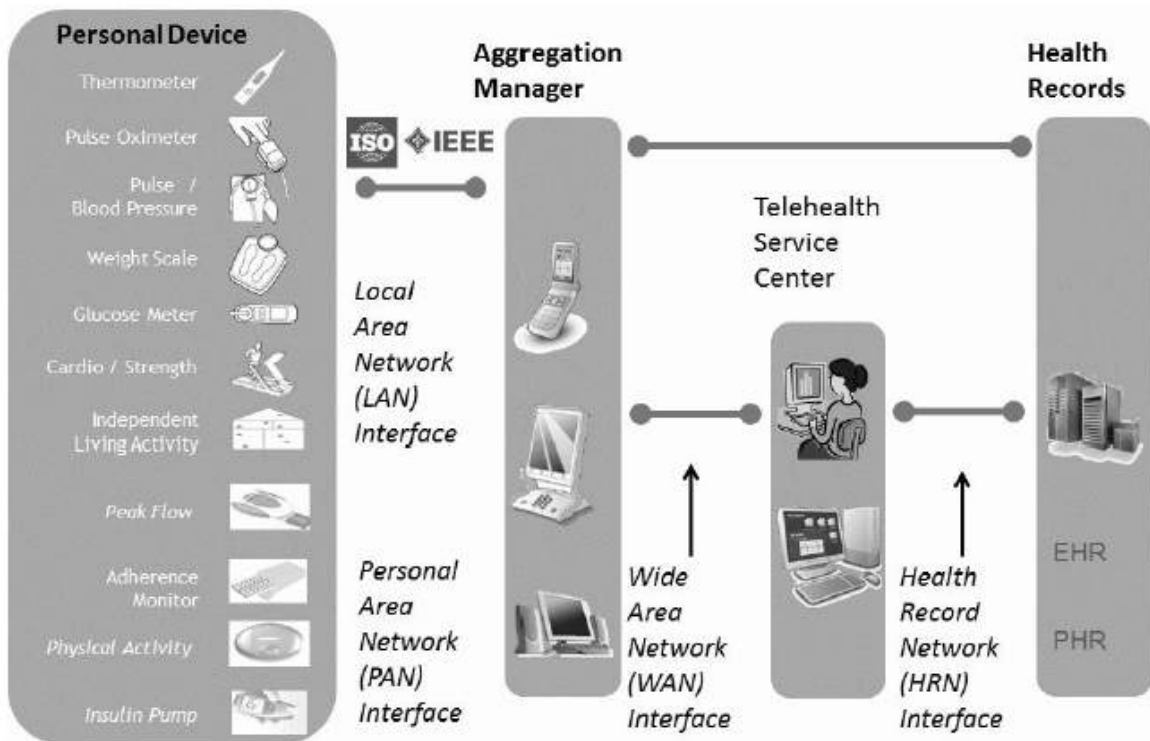 Personal Device
Thermometer
Pulse Oximeter
Pulse /
Blood Pressure
Weight Scale
Glucose Meter
Cardio / Strength
Independent
Living Activity
Peak Flow
Adherence
Monitor
Physical Activity
Insulin Pump
ISO
IEEE
Local
Area
Network
(LAN)
Interface
Personal
Area
Network
(PAN)
Interface
Aggregation
Manager
Telehealth
Service
Center
Wide
Area
Network
(WAN)
Interface
Health
Record
Network
(HRN)
Interface
Health
Records
EHR
PHR